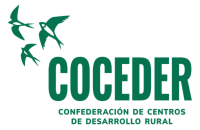 COCEDER
CONFEDERACIÓN DE CENTROS
DE DESARROLLO RURAL